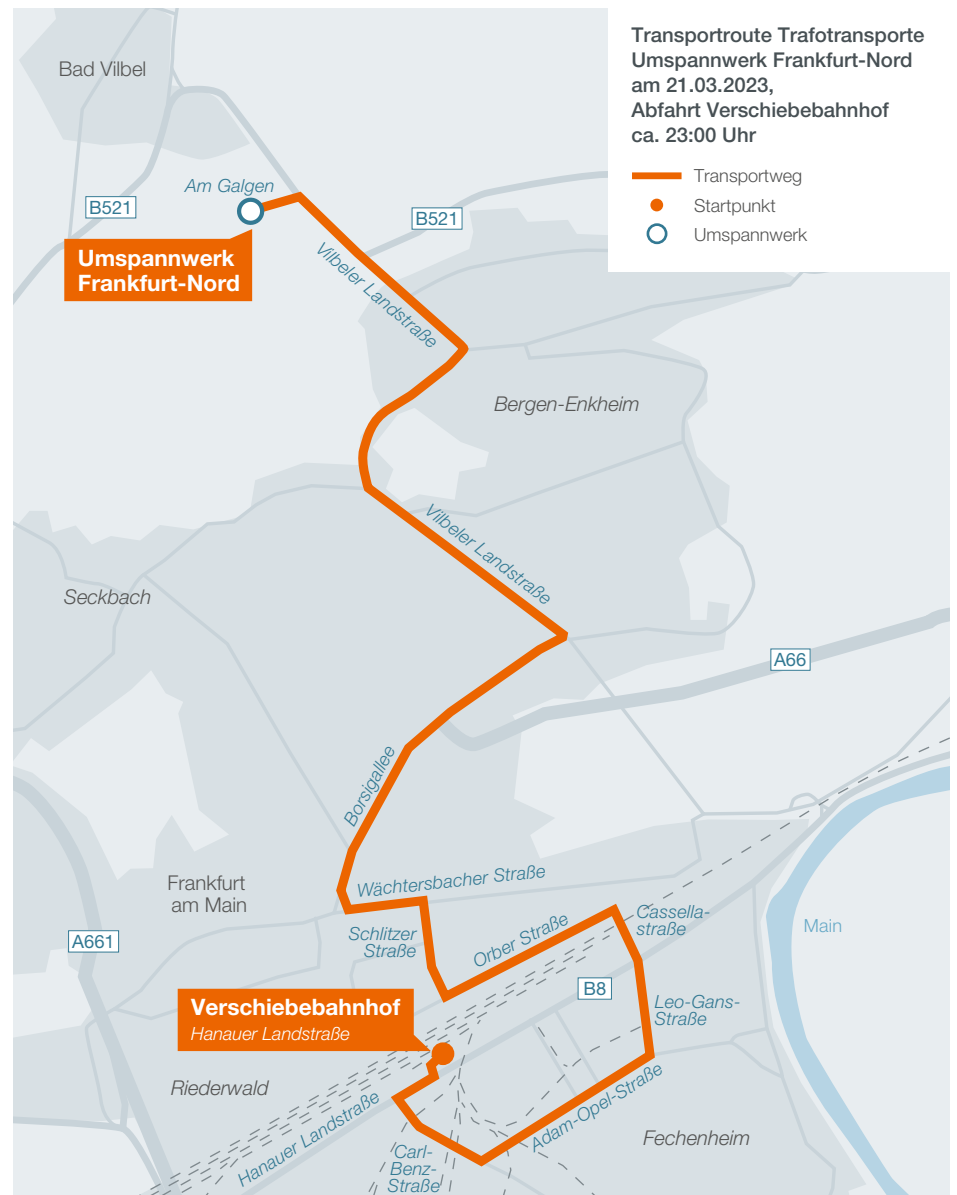 Transportroute Trafotransporte
Umspannwerk Frankfurt-Nord
am 21.03.2023,
Abfahrt Verschiebebahnhof
ca. 23:00 Uhr
Transportweg
Startpunkt
Umspannwerk
Bad Vilbel
Am Galgen
B521
B521
Umspannwerk
Frankfurt-Nord
Vilbeler Landstraße
Bergen-Enkheim
Vilbeler Landstraße
Seckbach
A66
Borsigallee
Frankfurt
am Main
Wächtersbacher Straße
Schlitzer
Straße
Orber Straße
Cassella-
straße
Main
A661
B8
Verschiebebahnhof
Hanauer Landstraße
Leo-Gans-
Straße
Riederwald
Hanauer Landstraße
Adam-Opel-Straße
Fechenheim
Carl-
Benz-
Straße